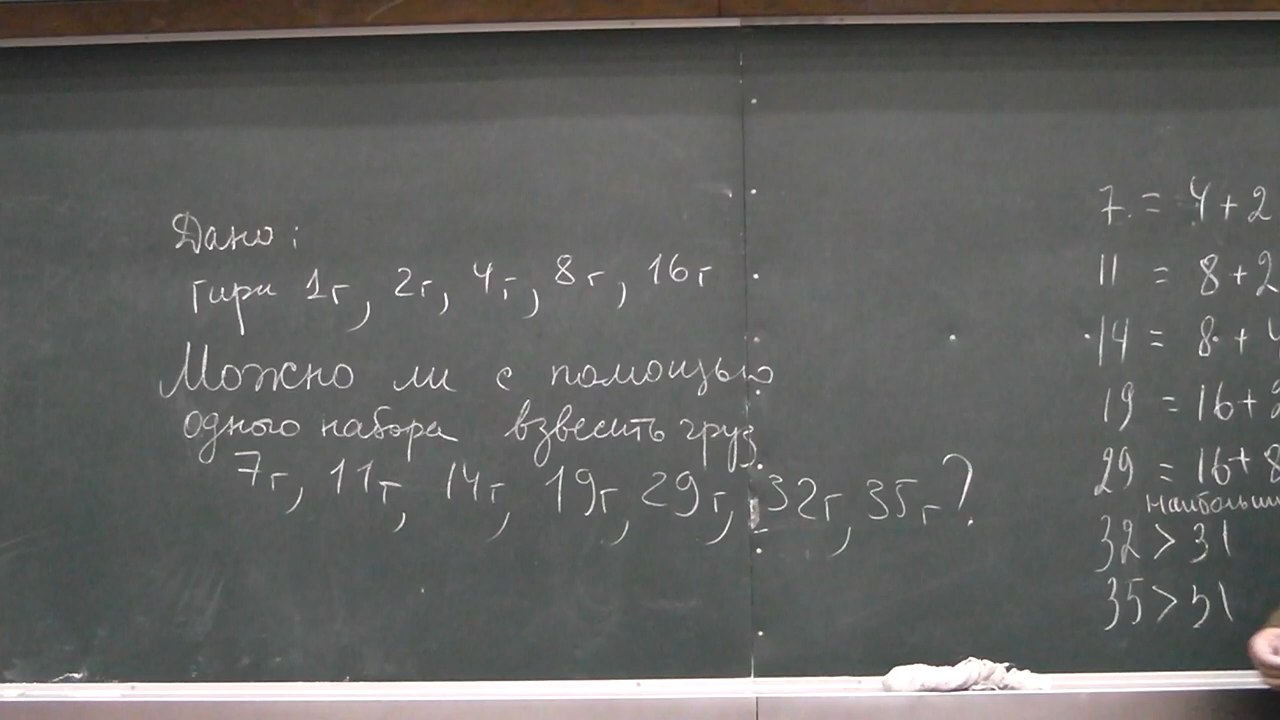 Дано:
гири 1г, 2г, 4г, 8г, 16г
Можно ли с помощью
одного набора взвесить груз
7г, 11г, 14г, 19г, 29г, 32г, 35г?
7 = 4 + 2
11 = 8 + 2
14 = 8 + 4
19 = 16 + 2
29 = 16 + 8
наибольши
32 > 31
35 > 31